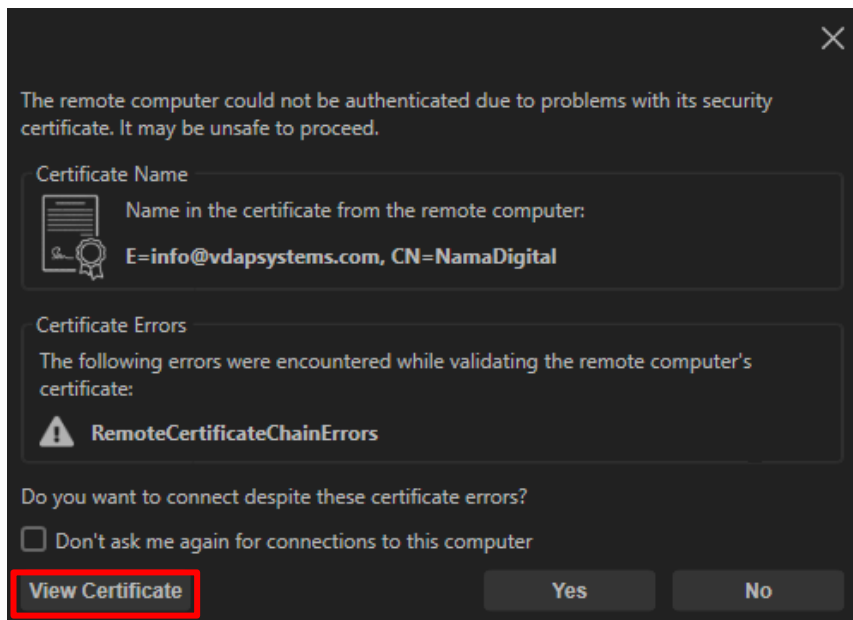 The remote computer could not be authenticated due to problems with its security
certificate. It may be unsafe to proceed.
Certificate Name
Name in the certificate from the remote computer:
E=info@vdapsystems.com, CN=NamaDigital
Certificate Errors
The following errors were encountered while validating the remote computer's
certificate:
RemoteCertificateChainErrors
Do you want to connect despite these certificate errors?
Don't ask me again for connections to this computer
View Certificate
Yes
No